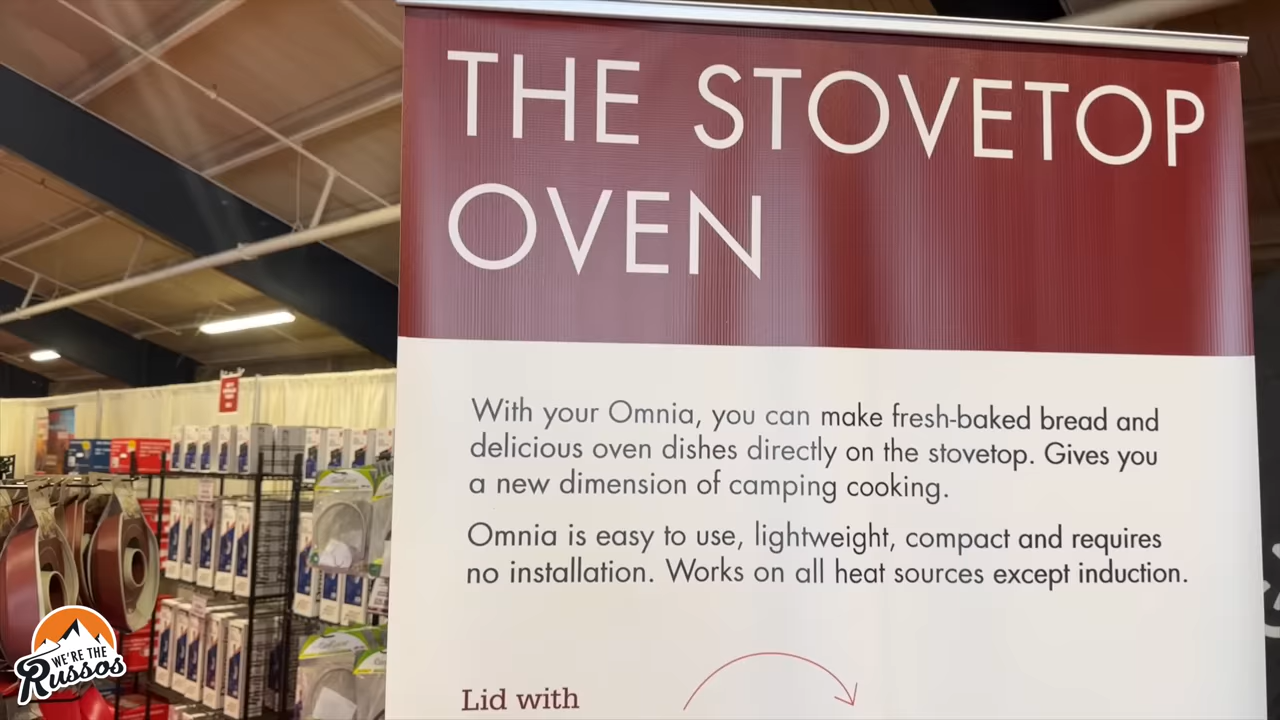 THE STOVETOP
OVEN
With your Omnia, you can make fresh-baked bread and
delicious oven dishes directly on the stovetop. Gives you
a new dimension of camping cooking.
Omnia is easy to use, lightweight, compact and requires
no installation. Works on all heat sources except induction.
Lid with
WE'RE THE
RUSSOS